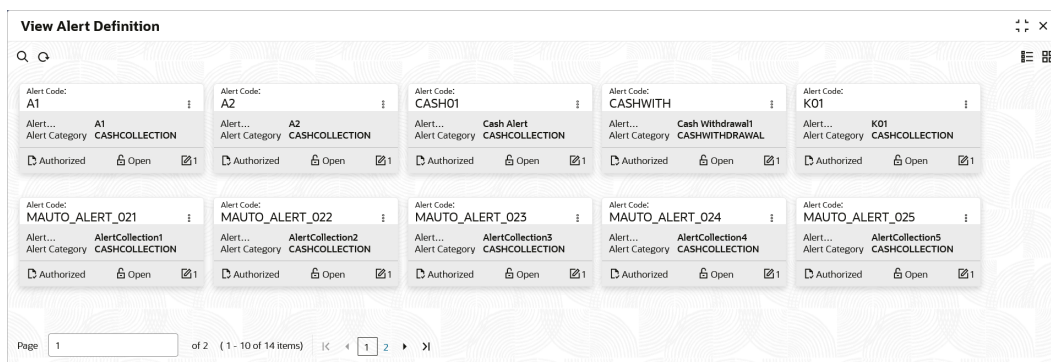 View Alert Definition
Alert Code: Alert Code: Alert Code: Alert Code: Alert Code:
A1 A2 CASH01 CASHWITH K01
Alert... A1 Alert... A2 Alert... Cash Alert Alert... Cash Withdrawal1 Alert... K01
Alert Category CASHCOLLECTION Alert Category CASHCOLLECTION Alert Category CASHCOLLECTION Alert Category CASHWITHDRAWAL Alert Category CASHCOLLECTION
Authorized Open 1 Authorized Open 1 Authorized Open 1 Authorized Open 1 Authorized Open 1
Alert Code: Alert Code: Alert Code: Alert Code: Alert Code:
MAUTO_ALERT_021 MAUTO_ALERT_022 MAUTO_ALERT_023 MAUTO_ALERT_024 MAUTO_ALERT_025
Alert... AlertCollection1 Alert... AlertCollection2 Alert... AlertCollection3 Alert... AlertCollection4 Alert... AlertCollection5
Alert Category CASHCOLLECTION Alert Category CASHCOLLECTION Alert Category CASHCOLLECTION Alert Category CASHCOLLECTION Alert Category CASHCOLLECTION
Authorized Open 1 Authorized Open 1 Authorized Open 1 Authorized Open 1 Authorized Open 1
Page 1 of 2 ( 1 - 10 of 14 items) 1 2